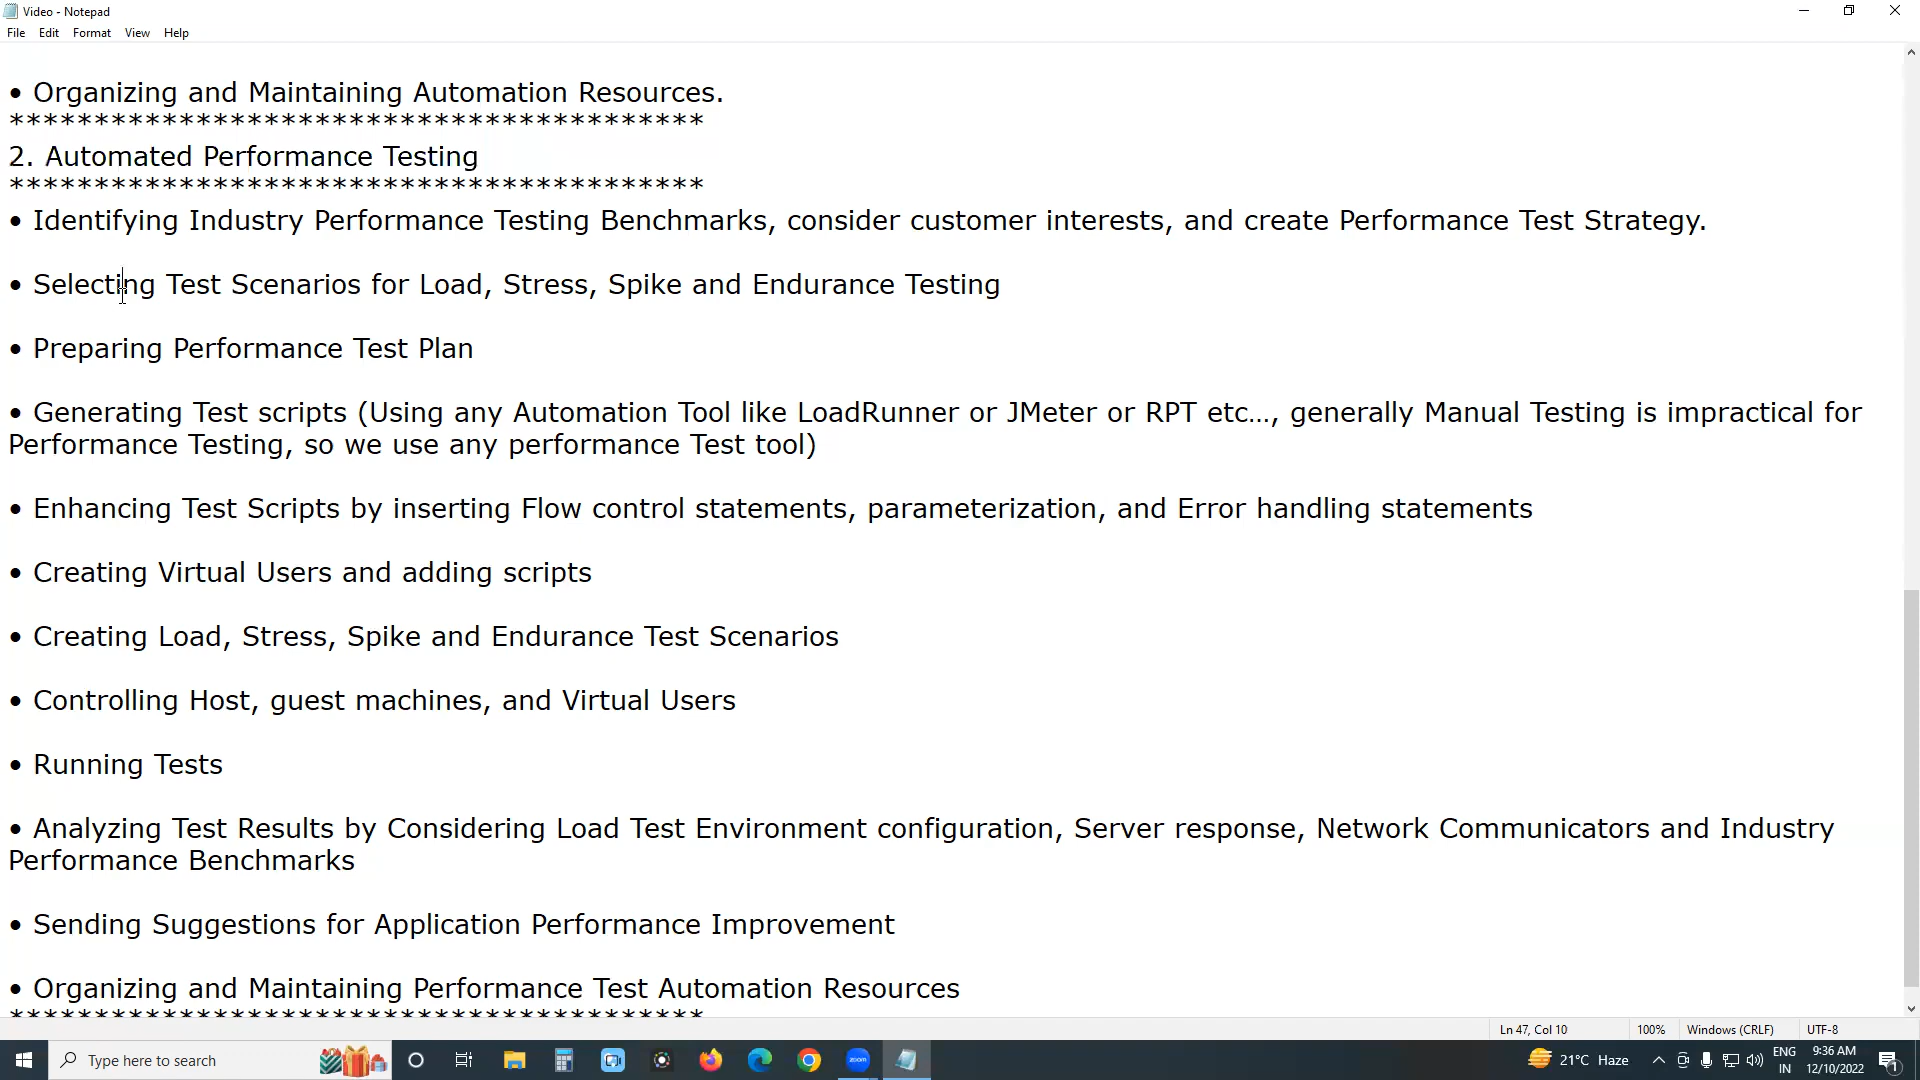 Video - Notepad
File Edit Format View Help
• Organizing and Maintaining Automation Resources.
*****************************************
2. Automated Performance Testing
*****************************************
• Identifying Industry Performance Testing Benchmarks, consider customer interests, and create Performance Test Strategy.
• Selecting Test Scenarios for Load, Stress, Spike and Endurance Testing
• Preparing Performance Test Plan
• Generating Test scripts (Using any Automation Tool like LoadRunner or JMeter or RPT etc…, generally Manual Testing is impractical for
Performance Testing, so we use any performance Test tool)
• Enhancing Test Scripts by inserting Flow control statements, parameterization, and Error handling statements
• Creating Virtual Users and adding scripts
• Creating Load, Stress, Spike and Endurance Test Scenarios
• Controlling Host, guest machines, and Virtual Users
• Running Tests
• Analyzing Test Results by Considering Load Test Environment configuration, Server response, Network Communicators and Industry
Performance Benchmarks
• Sending Suggestions for Application Performance Improvement
• Organizing and Maintaining Performance Test Automation Resources
*****************************************
Ln 47, Col 10 100% Windows (CRLF) UTF-8
Type here to search
zoom
21°C Haze
ENG
IN
9:36 AM
12/10/2022
1